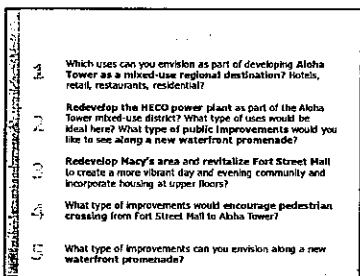 Which uses can you envision as part of developing Aloha
Tower as a mixed-use regional destination? Hotels,
retail, restaurants, residential?
Redevelop the HECO power plant as part of the Aloha
Tower mixed-use district? What type of uses would be
ideal here? What type of public improvements would you
like to see along a new waterfront promenade?
Redevelop Macy's area and revitalize Fort Street Mall
to create a more vibrant day and evening community and
incorporate housing at upper floors?
What type of improvements would encourage pedestrian
crossing from Fort Street Mall to Aloha Tower?
What type of improvements can you envision along a new
waterfront promenade?